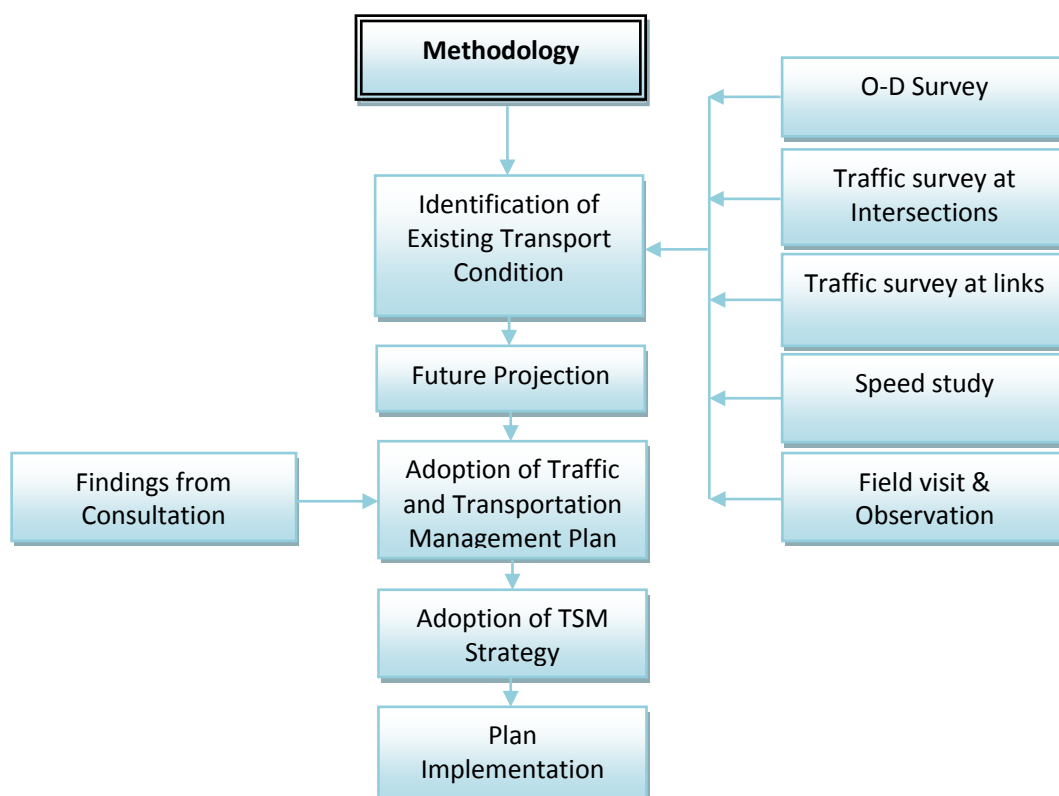 Methodology
Identification of
Existing Transport
Condition
Future Projection
Adoption of Traffic
and Transportation
Management Plan
Adoption of TSM
Strategy
Plan
Implementation
Findings from
Consultation
O-D Survey
Traffic survey at
Intersections
Traffic survey at links
Speed study
Field visit &
Observation